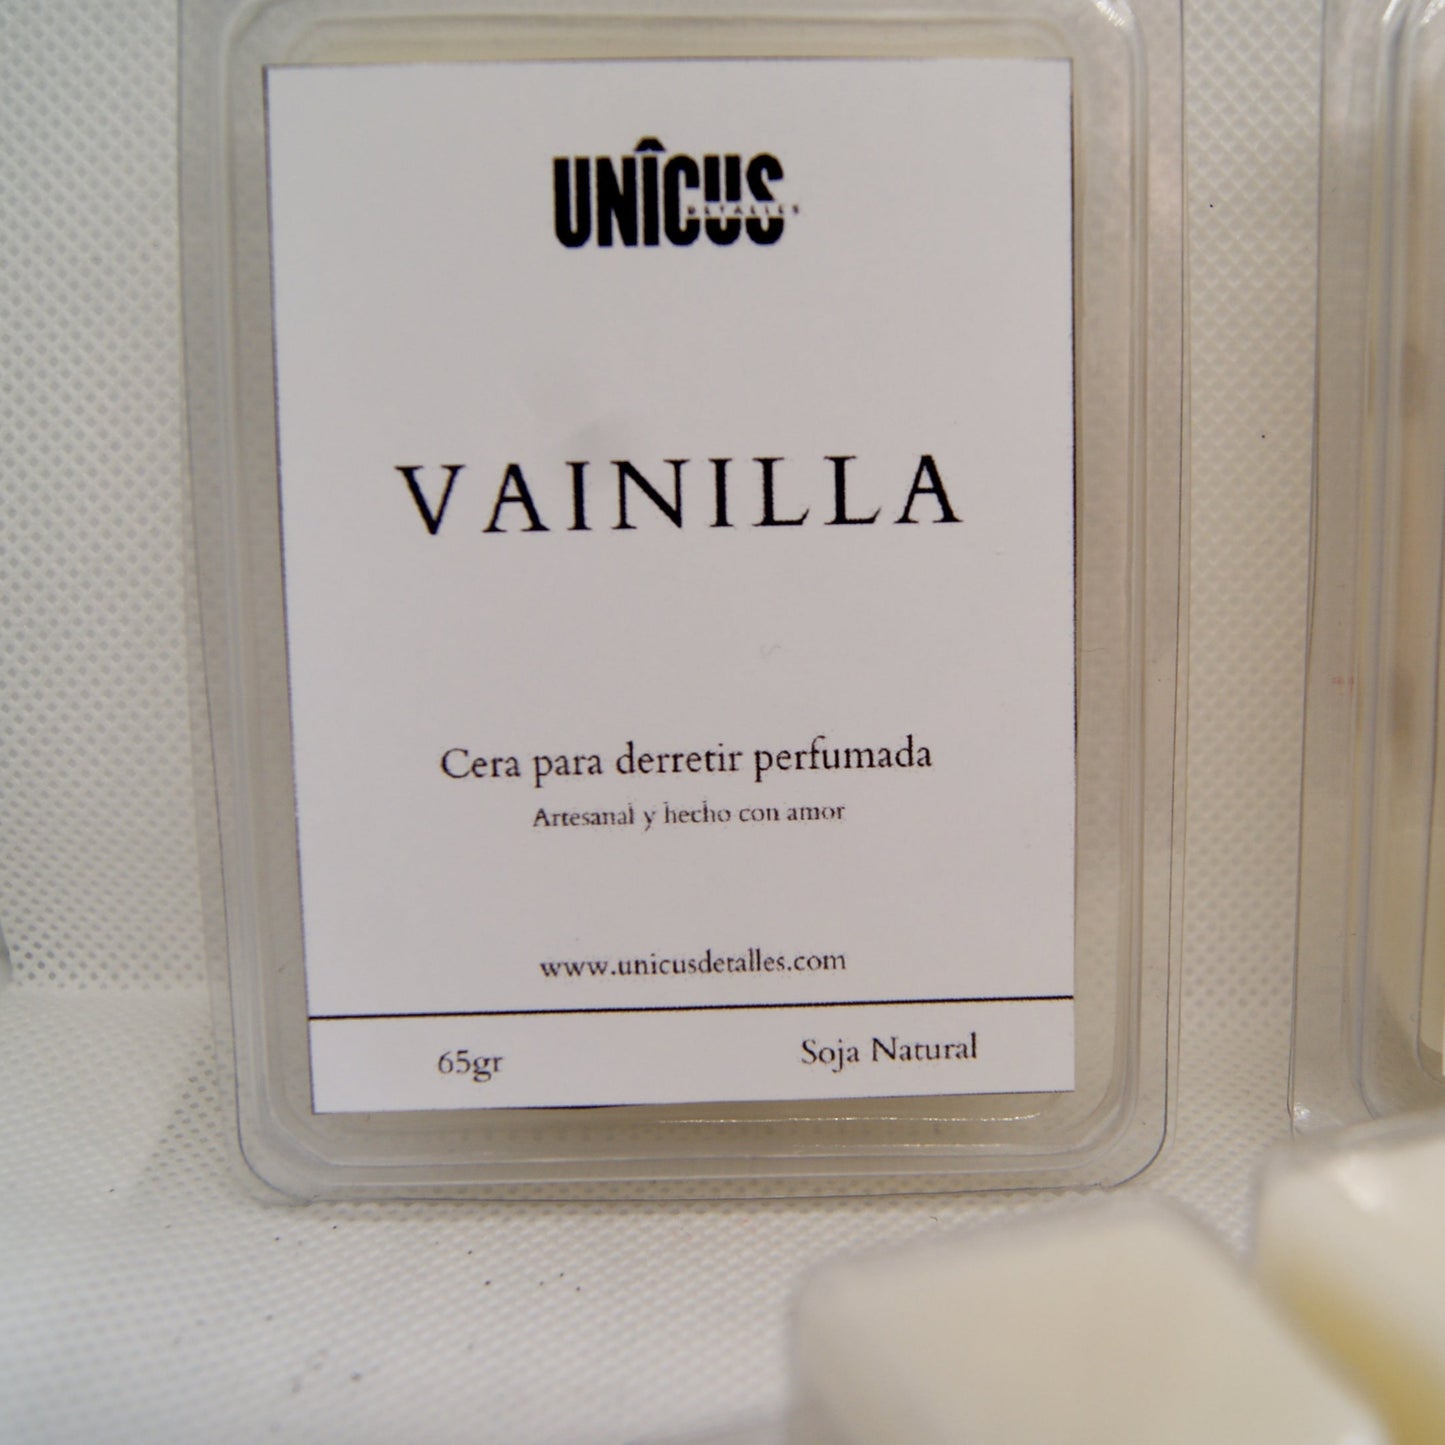 UNÎCUS
DETALLES
VAINILLA
Cera para derretir perfumada
Artesanal y hecho con amor
www.unicusdetalles.com
65gr Soja Natural